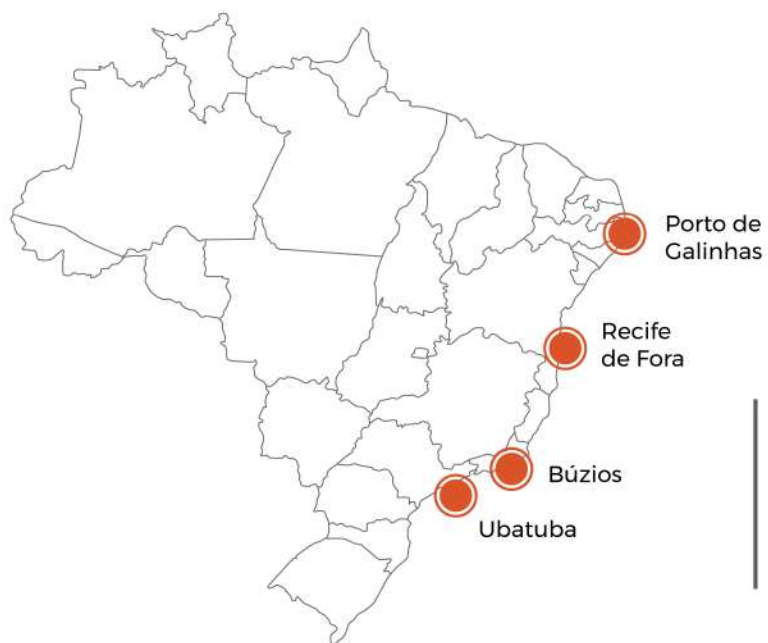 Porto de
Galinhas
Recife
de Fora
Búzios
Ubatuba